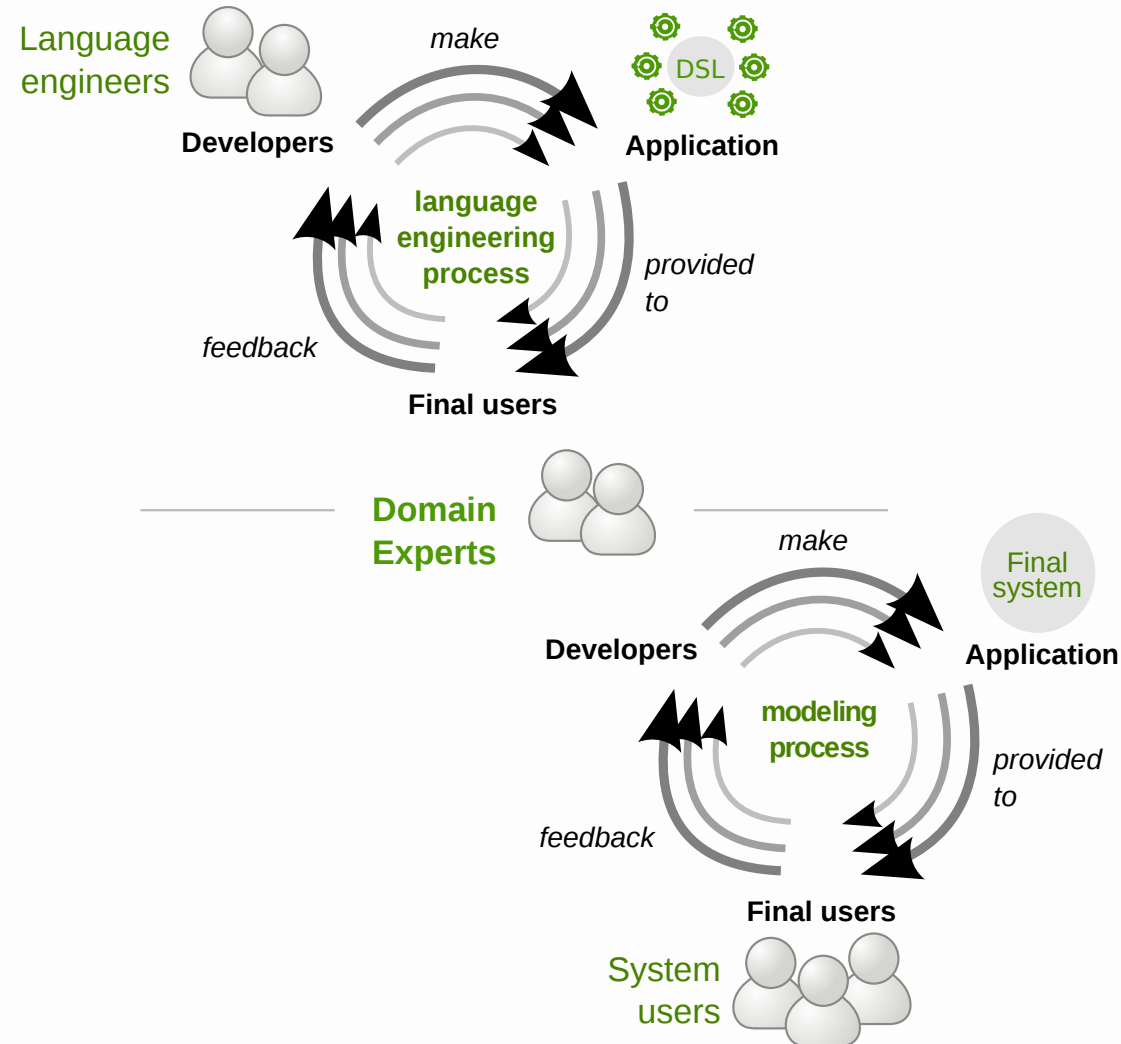 Language
engineers
make
DSL
Developers
Application
language
engineering
process
provided
to
feedback
Final users
Domain
Experts
make
Final
system
Developers
Application
modeling
process
provided
to
feedback
Final users
System
users